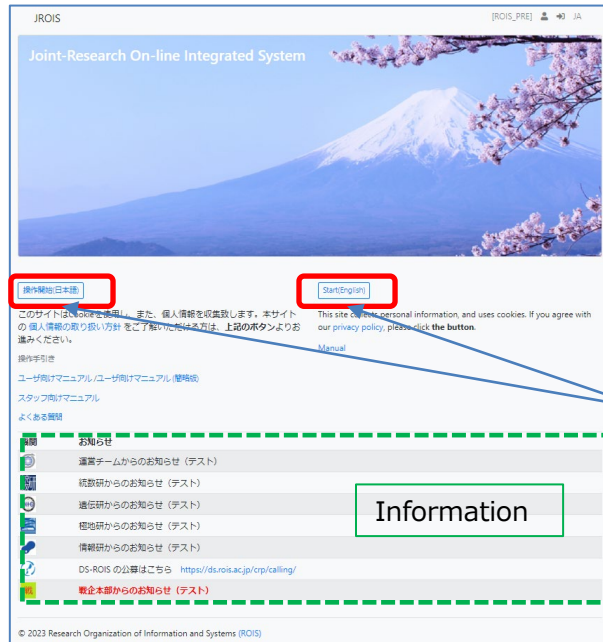 JROIS
[ROIS_PRE] JA
Joint-Research On-line Integrated System
操作開始(日本語)
このサイトはcookieを使用し、また、個人情報を収集致します。本サイト
の 個人情報の取り扱い方針 をご了解いただける方は、上記のボタンよりお
進みください。
操作手引き
ユーザ向けマニュアル /ユーザ向けマニュアル(簡略版)
スタッフ向けマニュアル
よくある質問
Start(English)
This site collects personal information, and uses cookies. If you agree with
our privacy policy, please click the button.
Manual
機関 お知らせ
運営チームからのお知らせ（テスト）
統数研からのお知らせ（テスト）
遺伝研からのお知らせ（テスト）
極地研からのお知らせ（テスト）
情報研からのお知らせ（テスト）
DS-ROIS の公募はこちら https://ds.rois.ac.jp/crp/calling/
戦 戦企本部からのお知らせ（テスト）
Information
© 2023 Research Organization of Information and Systems (ROIS)